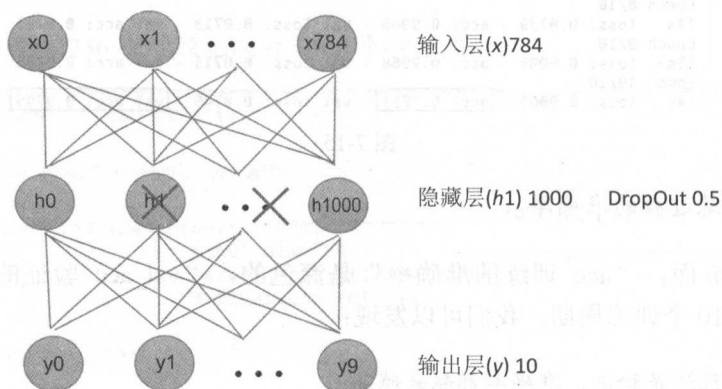 x0 x1 ••• x784 输入层(x)784
h0 h1 ••• h1000 隐藏层(h1) 1000 DropOut 0.5
y0 y1 ••• y9 输出层(y) 10